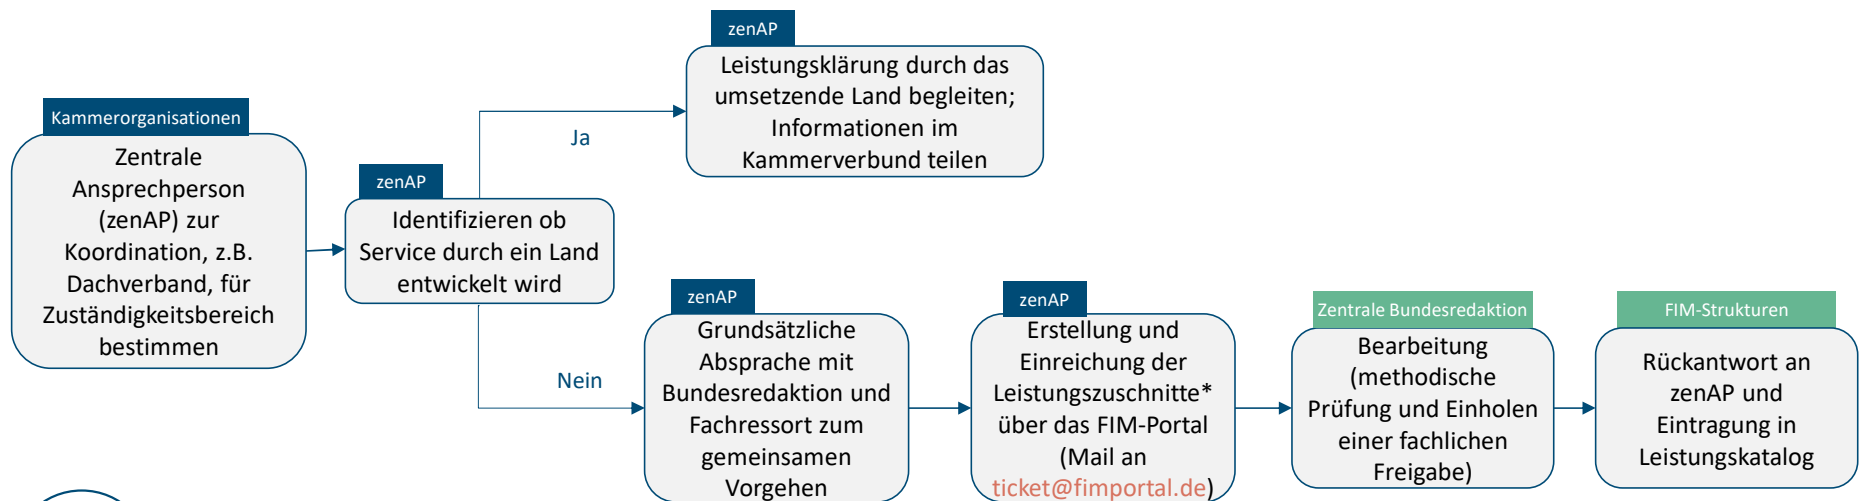 Kammerorganisationen
Zentrale
Ansprechperson
(zenAP) zur
Koordination, z.B.
Dachverband, für
Zuständigkeitsbereich
bestimmen
zenAP
Identifizieren ob
Service durch ein Land
entwickelt wird
Ja
zenAP
Leistungsklärung durch das
umsetzende Land begleiten;
Informationen im
Kammerverbund teilen
Nein
zenAP
Grundsätzliche
Absprache mit
Bundesredaktion und
Fachressort zum
gemeinsamen
Vorgehen
zenAP
Erstellung und
Einreichung der
Leistungszuschnitte*
über das FIM-Portal
(Mail an
ticket@fimportal.de)
Zentrale Bundesredaktion
Bearbeitung
(methodische
Prüfung und Einholen
einer fachlichen
Freigabe)
FIM-Strukturen
Rückantwort an
zenAP und
Eintragung in
Leistungskatalog